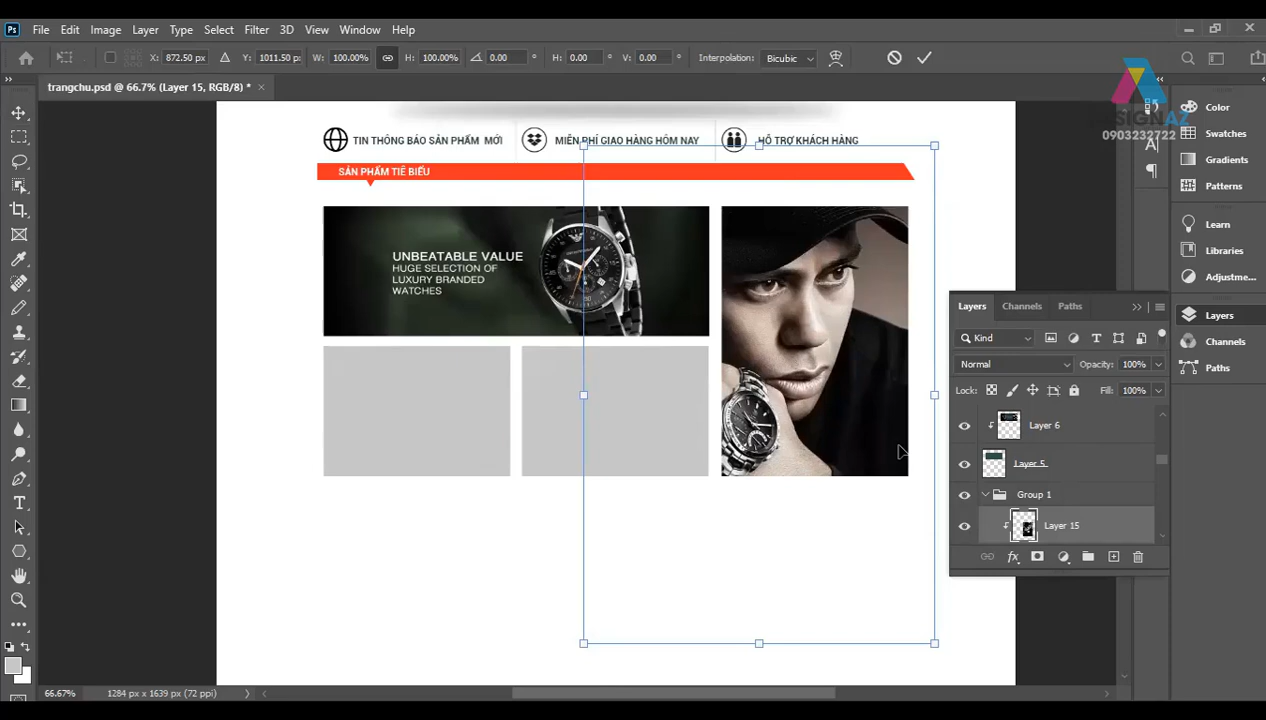 File Edit Image Layer Type Select Filter 3D View Window Help
X: 872.50 px Y: 1011.50 px W: 100.00% H: 100.00% 0.00 ° H: 0.00 ° V: 0.00 ° Interpolation: Bicubic
trangchu.psd @ 66.7% (Layer 15, RGB/8) *
DESIGNAZ
0903232722
TIN THÔNG BÁO SẢN PHẨM MỚI MIỄN PHÍ GIAO HÀNG HÔM NAY HỖ TRỢ KHÁCH HÀNG
SẢN PHẨM TIÊ BIỂU
UNBEATABLE VALUE
HUGE SELECTION OF
LUXURY BRANDED
WATCHES
Color
Swatches
Gradients
Patterns
Learn
Libraries
Adjustme...
Layers
Channels
Paths
Layers Channels Paths
Kind
Normal Opacity: 100%
Lock: Fill: 100%
Layer 6
Layer 5
Group 1
Layer 15
fx
66.67% 1284 px x 1639 px (72 ppi)